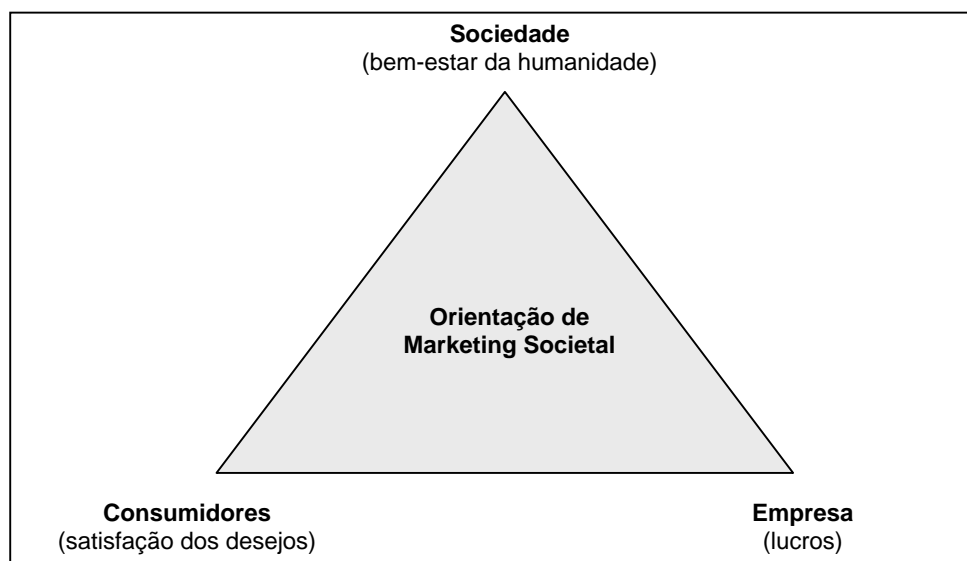 Sociedade
(bem-estar da humanidade)
Orientação de
Marketing Societal
Consumidores
(satisfação dos desejos)
Empresa
(lucros)